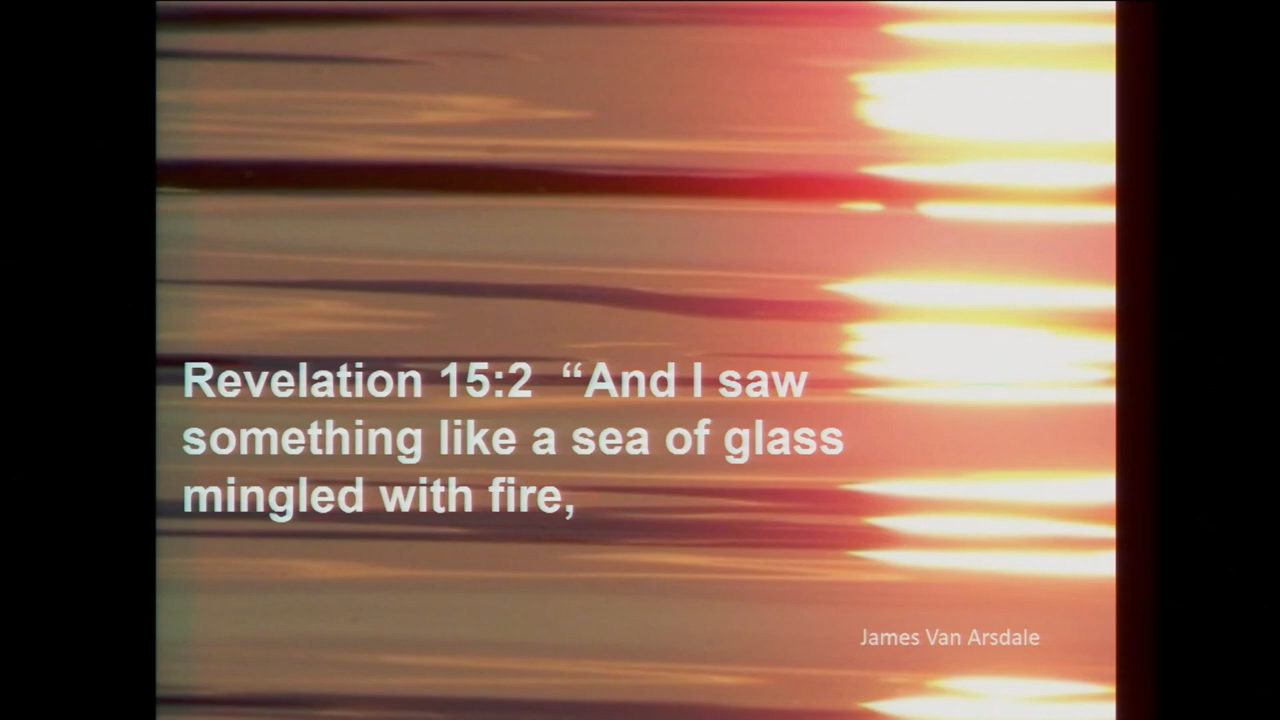 Revelation 15:2  “And I saw
something like a sea of glass
mingled with fire,
James Van Arsdale